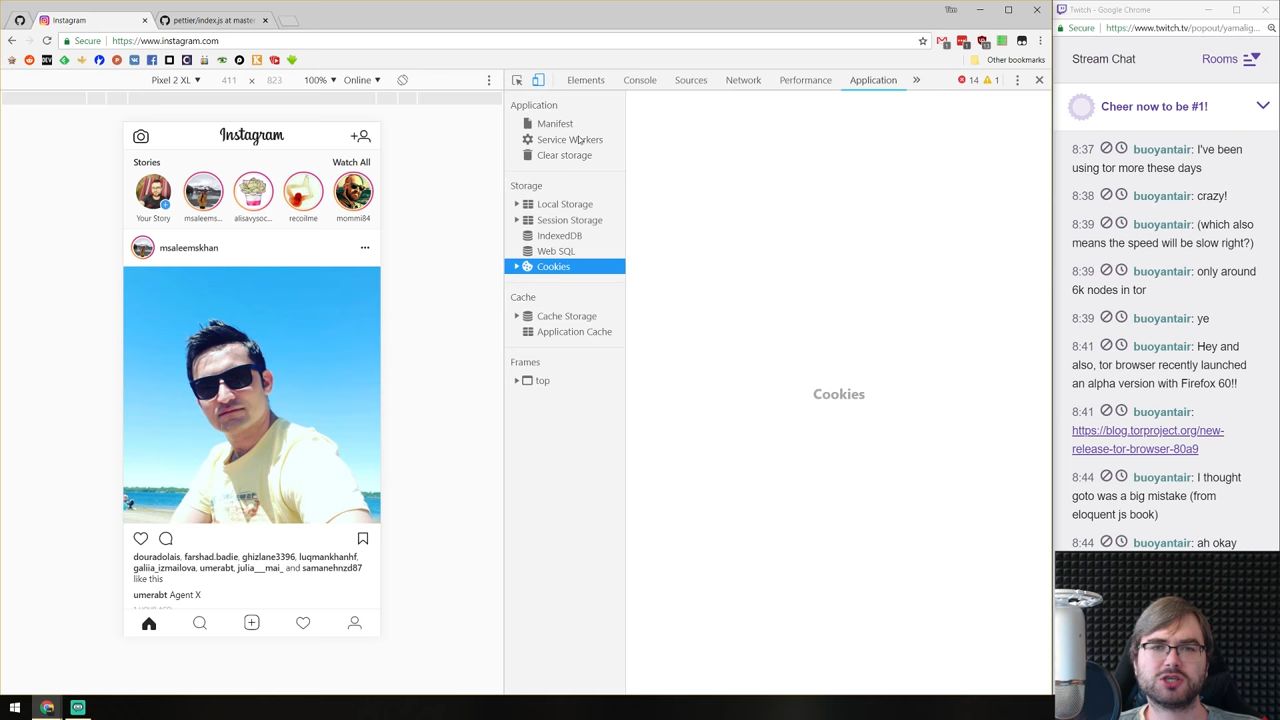 Instagram
pettier/index.js at master
Tim
Secure
https://www.instagram.com
Other bookmarks
Pixel 2 XL ▼ 411 x 823 100% ▼ Online ▼
Elements Console Sources Network Performance Application » 14 1
Application
Manifest
Service Workers
Clear storage
Storage
Local Storage
Session Storage
IndexedDB
Web SQL
Cookies
Cache
Cache Storage
Application Cache
Frames
top
Cookies
Instagram
Stories Watch All
Your Story msaleems... alisavysoc... recoilme mommi84
msaleemskhan
douradolais, farshad.badie, ghizlane3396, luqmankhanhf,
galiia_izmailova, umerabt, julia___mai_ and samanehnzd87
like this
umerabt Agent X
1 HOUR AGO
Twitch - Google Chrome
Secure https://www.twitch.tv/popout/yamalig...
Stream Chat Rooms
Cheer now to be #1!
8:37 buoyantair: I've been
using tor more these days
8:38 buoyantair: crazy!
8:39 buoyantair: (which also
means the speed will be slow right?)
8:39 buoyantair: only around
6k nodes in tor
8:39 buoyantair: ye
8:41 buoyantair: Hey and
also, tor browser recently launched
an alpha version with Firefox 60!!
8:41 buoyantair:
https://blog.torproject.org/new-
release-tor-browser-80a9
8:44 buoyantair: I thought
goto was a big mistake (from
eloquent js book)
8:44 buoyantair: ah okay